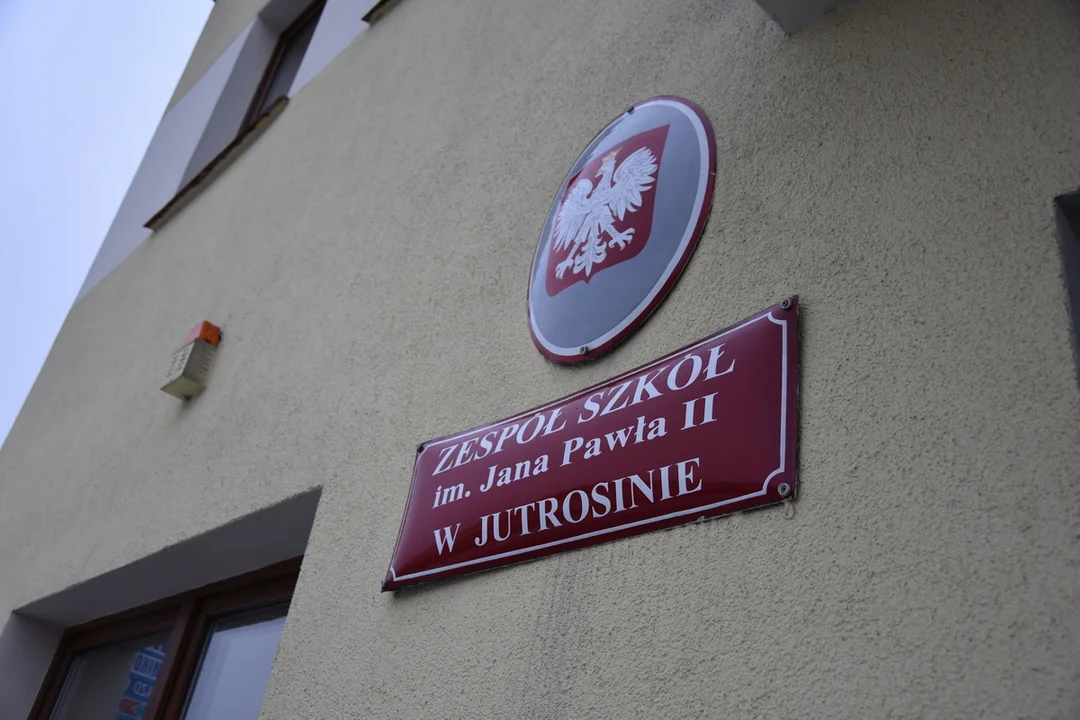 ZESPÓŁ SZKÓŁ
im. Jana Pawła II
W JUTROSINIE